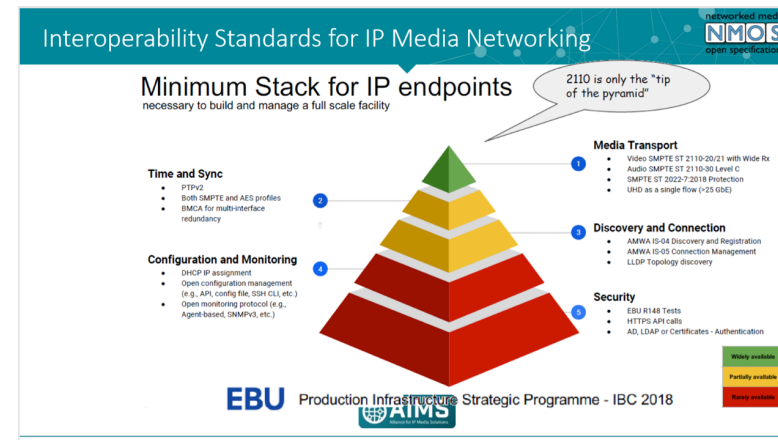 Interoperability Standards for IP Media Networking
networked med
NMOS
open specification
Minimum Stack for IP endpoints
necessary to build and manage a full scale facility
2110 is only the “tip
of the pyramid”
Time and Sync
• PTPv2
• Both SMPTE and AES profiles
• BMCA for multi-interface
redundancy
Configuration and Monitoring
• DHCP IP assignment
• Open configuration management
(e.g., API, config file, SSH CLI, etc.)
• Open monitoring protocol (e.g.,
Agent-based, SNMPv3, etc.)
1
2
3
4
5
Media Transport
• Video SMPTE ST 2110-20/21 with Wide Rx
• Audio SMPTE ST 2110-30 Level C
• SMPTE ST 2022-7:2018 Protection
• UHD as a single flow (>25 GbE)
Discovery and Connection
• AMWA IS-04 Discovery and Registration
• AMWA IS-05 Connection Management
• LLDP Topology discovery
Security
• EBU R148 Tests
• HTTPS API calls
• AD, LDAP or Certificates - Authentication
Widely available
Partially available
Rarely available
EBU
Production Infrastructure Strategic Programme - IBC 2018
AIMS
Alliance for IP Media Solutions